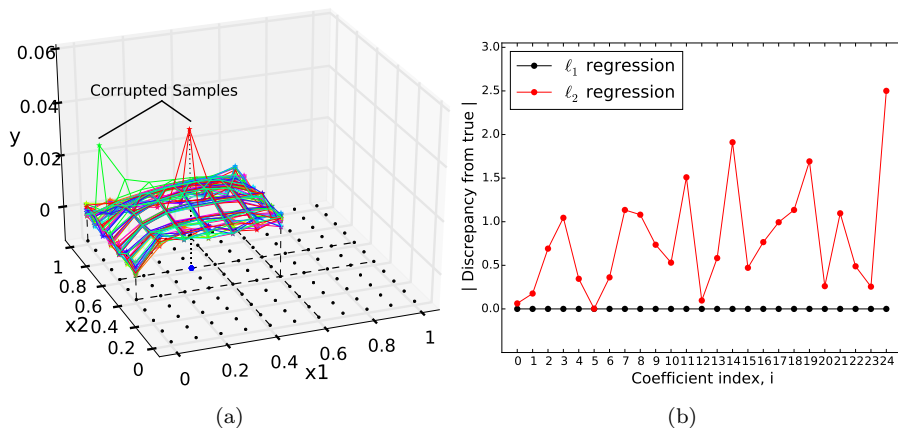 0.06
0.04
0.02
0
y
Corrupted Samples
1
0.8
0.6
0.4
0.2
0
x2
0
0.2
0.4
0.6
0.8
1
x1
(a)
3.0
2.5
2.0
1.5
1.0
0.5
0.0
| Discrepancy from true |
ℓ1 regression
ℓ2 regression
0 1 2 3 4 5 6 7 8 9 10 11 12 13 14 15 16 17 18 19 20 21 22 23 24
Coefficient index, i
(b)